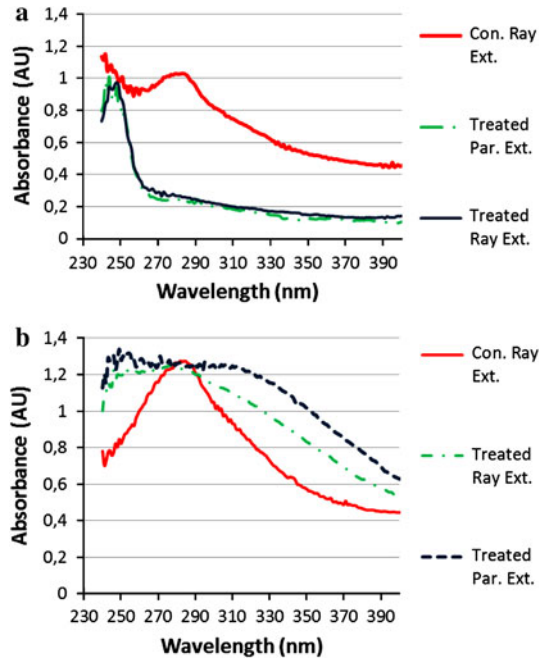 a
1,4
1,2
1
0,8
0,6
0,4
0,2
0
Absorbance (AU)
230 250 270 290 310 330 350 370 390
Wavelength (nm)
Con. Ray
Ext.
Treated
Par. Ext.
Treated
Ray Ext.
b
1,4
1,2
1
0,8
0,6
0,4
0,2
0
Absorbance (AU)
230 250 270 290 310 330 350 370 390
Wavelength (nm)
Con. Ray
Ext.
Treated
Ray Ext.
Treated
Par. Ext.